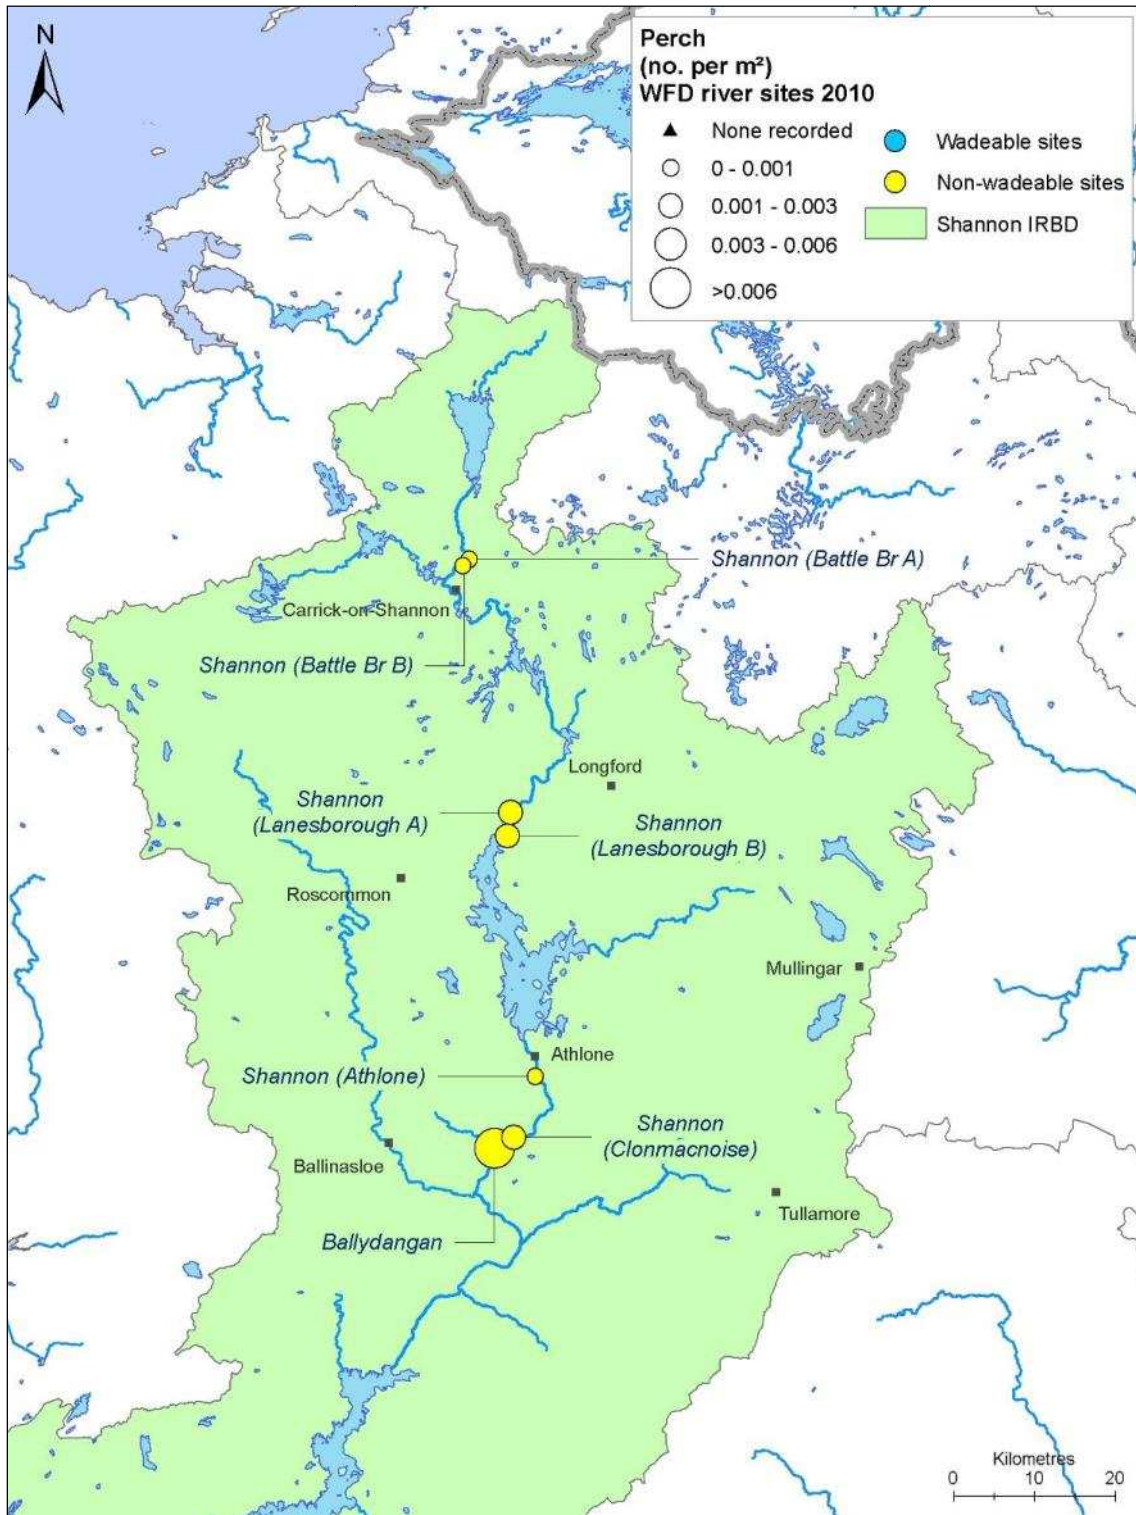 N
Perch
(no. per m²)
WFD river sites 2010
None recorded
0 - 0.001
0.001 - 0.003
0.003 - 0.006
>0.006
Wadeable sites
Non-wadeable sites
Shannon IRBD
Shannon (Battle Br A)
Carrick-on-Shannon
Shannon (Battle Br B)
Longford
Shannon
(Lanesborough A)
Shannon
(Lanesborough B)
Roscommon
Mullingar
Athlone
Shannon (Athlone)
Shannon
(Clonmacnoise)
Ballinasloe
Tullamore
Ballydangan
Kilometres
0 10 20